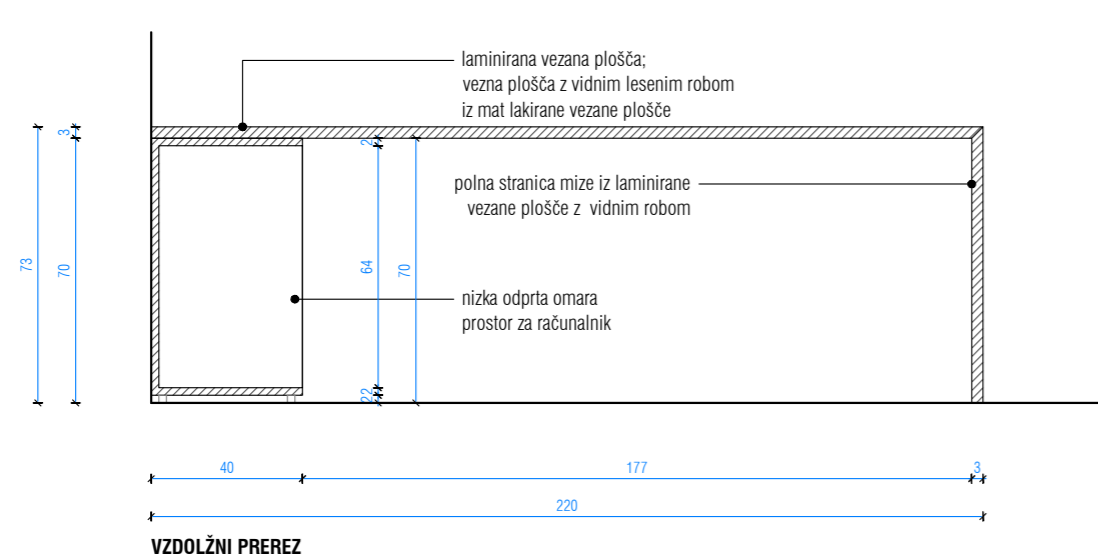 laminirana vezana plošča;
vezna plošča z vidnim lesenim robom
iz mat lakirane vezane plošče
3
2
polna stranica mize iz laminirane
vezane plošče z vidnim robom
73
70
64
70
nizka odprta omara
prostor za računalnik
2
2
40
177
3
220
VZDOLŽNI PREREZ